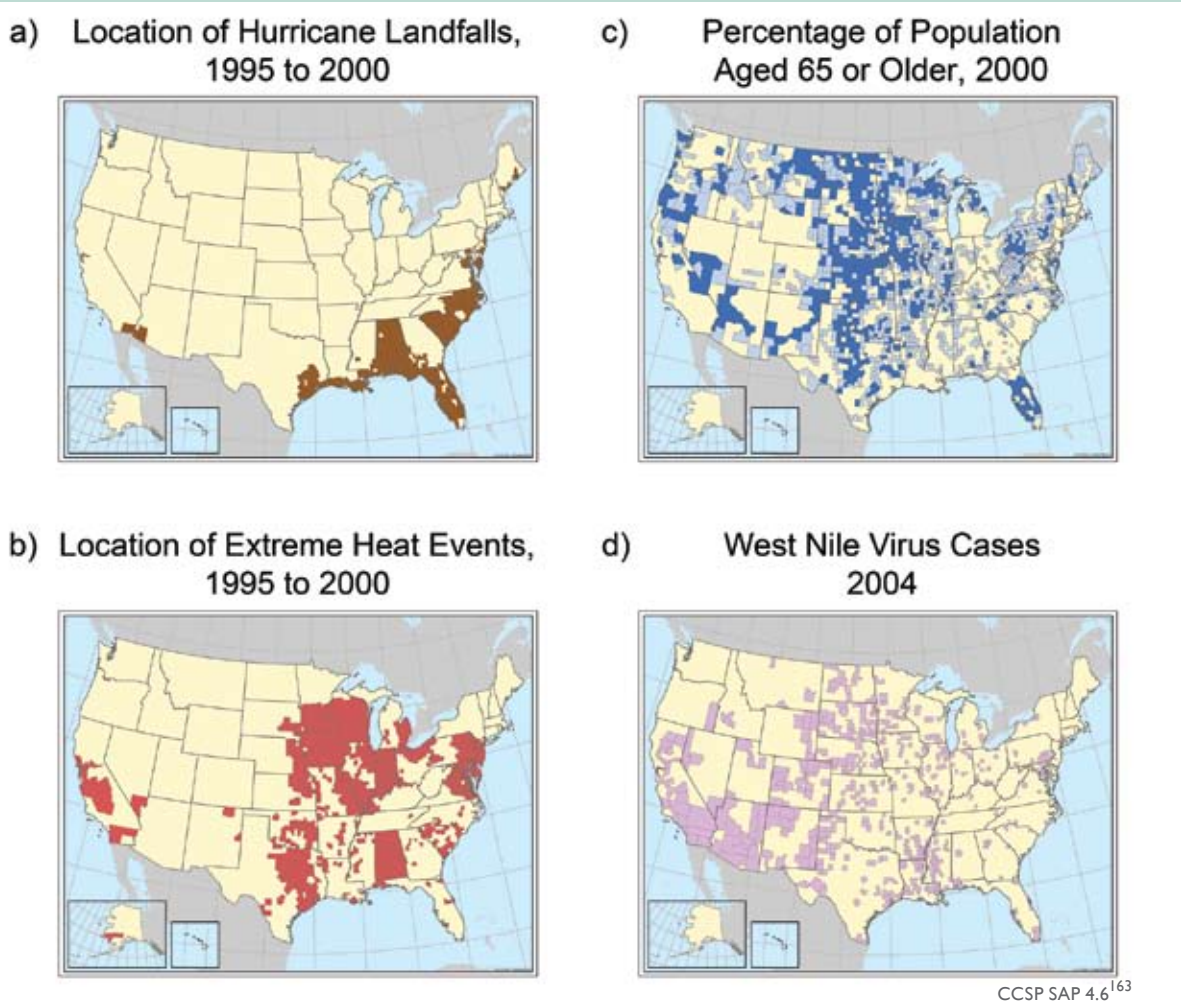 a) Location of Hurricane Landfalls,
1995 to 2000
c) Percentage of Population
Aged 65 or Older, 2000
b) Location of Extreme Heat Events,
1995 to 2000
d) West Nile Virus Cases
2004
CCSP SAP 4.6163